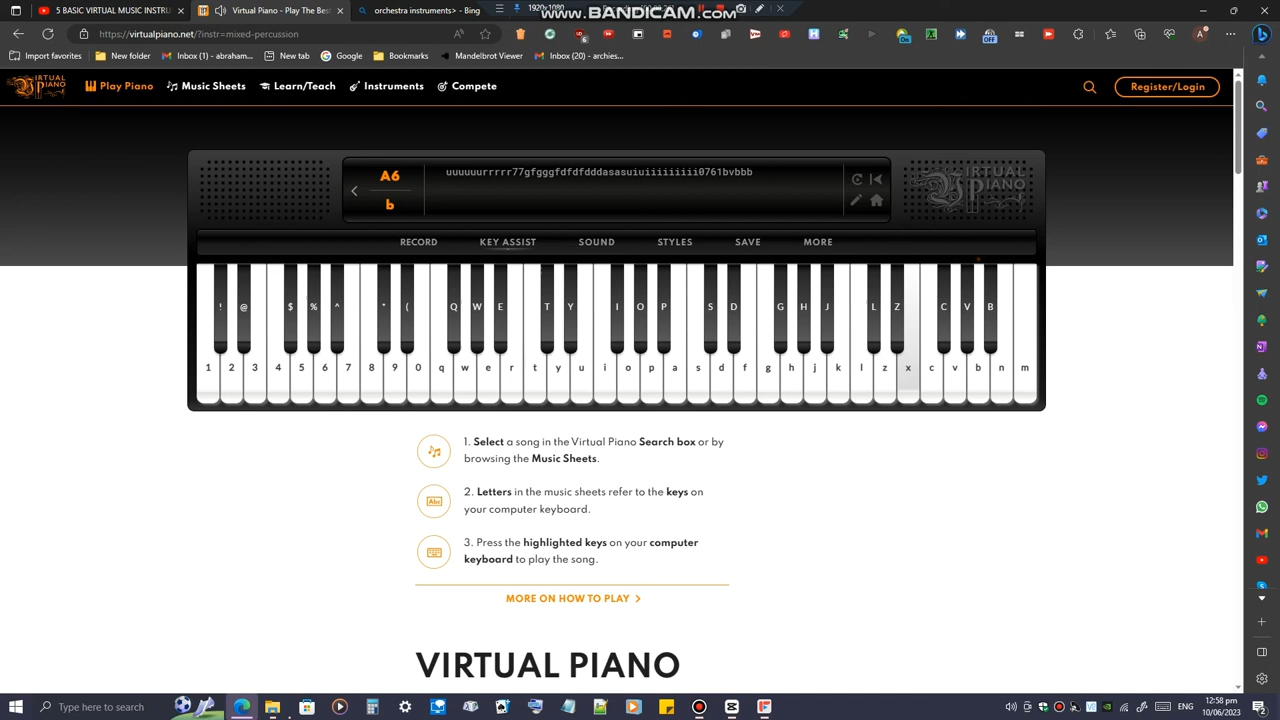 5 BASIC VIRTUAL MUSIC INSTRUM
Virtual Piano - Play The Best
orchestra instruments> - Bing
1920x1080
www.BANDICAM.com
https://virtualpiano.net/?instr=mixed-percussion
Import favorites
New folder
Inbox (1) - abraham...
New tab
Google
Bookmarks
Mandelbrot Viewer
Inbox (20) - archies...
VIRTUAL PIANO
Play Piano
Music Sheets
Learn/Teach
Instruments
Compete
Register/Login
A6
b
uuuuuurrrrr77gfgggfdfdfdddasasuiuiiiiiiiii0761bvbbb
VIRTUAL PIANO
RECORD
KEY ASSIST
SOUND
STYLES
SAVE
MORE
! @ $ % ^ * ( Q W E T Y I O P S D G H J L Z C V B
1 2 3 4 5 6 7 8 9 0 q w e r t y u i o p a s d f g h j k l z x c v b n m
1. Select a song in the Virtual Piano Search box or by
browsing the Music Sheets.
Abc
2. Letters in the music sheets refer to the keys on
your computer keyboard.
3. Press the highlighted keys on your computer
keyboard to play the song.
MORE ON HOW TO PLAY
VIRTUAL PIANO
Type here to search
12:58 pm
10/06/2023